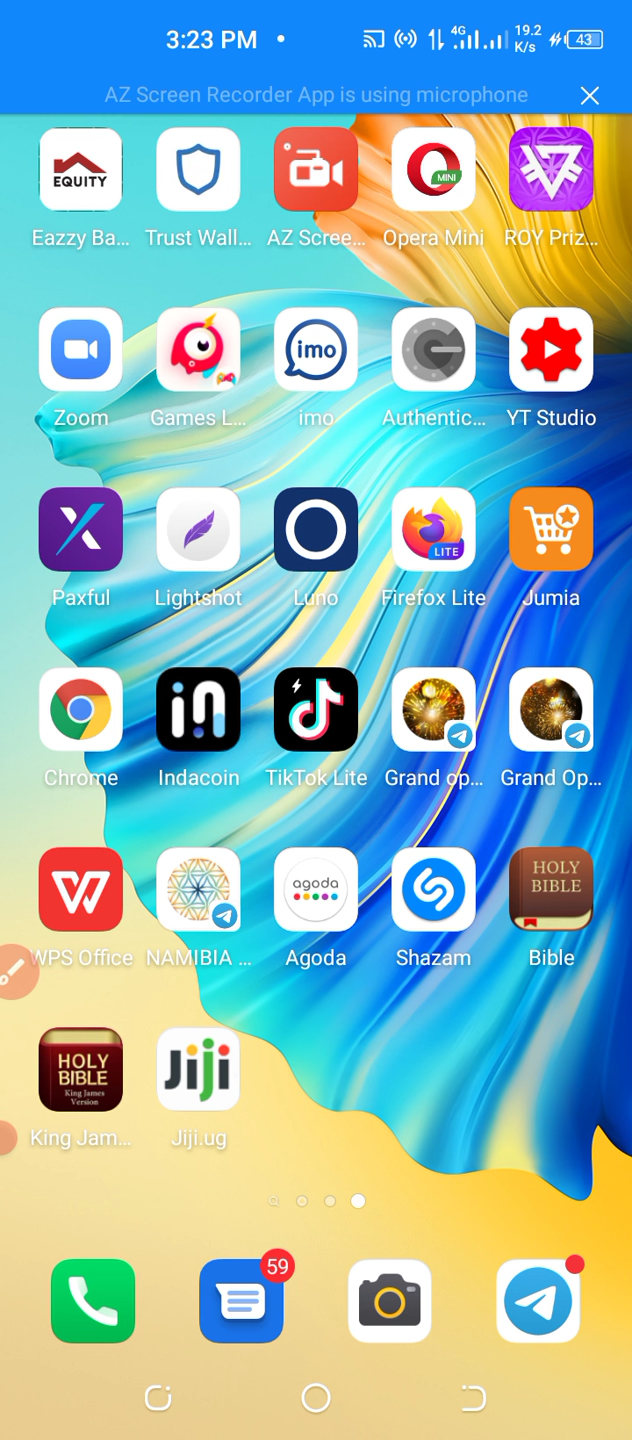 3:23 PM
4G
19.2
K/s
43
AZ Screen Recorder App is using microphone
EQUITY
MINI
Eazzy Ba...
Trust Wall...
AZ Scree...
Opera Mini
ROY Priz...
imo
Zoom
Games L...
imo
Authentic...
YT Studio
LITE
Paxful
Lightshot
Luno
Firefox Lite
Jumia
in
Chrome
Indacoin
TikTok Lite
Grand op...
Grand Op...
agoda
HOLY
BIBLE
WPS Office
NAMIBIA ...
Agoda
Shazam
Bible
HOLY
BIBLE
King James
Version
Jiji
King Jam...
Jiji.ug
59